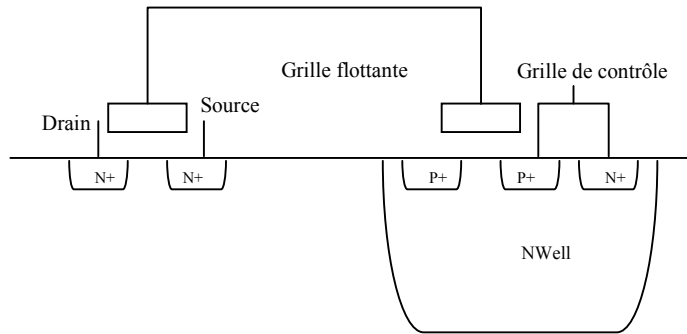 Grille flottante
Grille de contrôle
Source
Drain
N+
N+
P+
P+
N+
NWell